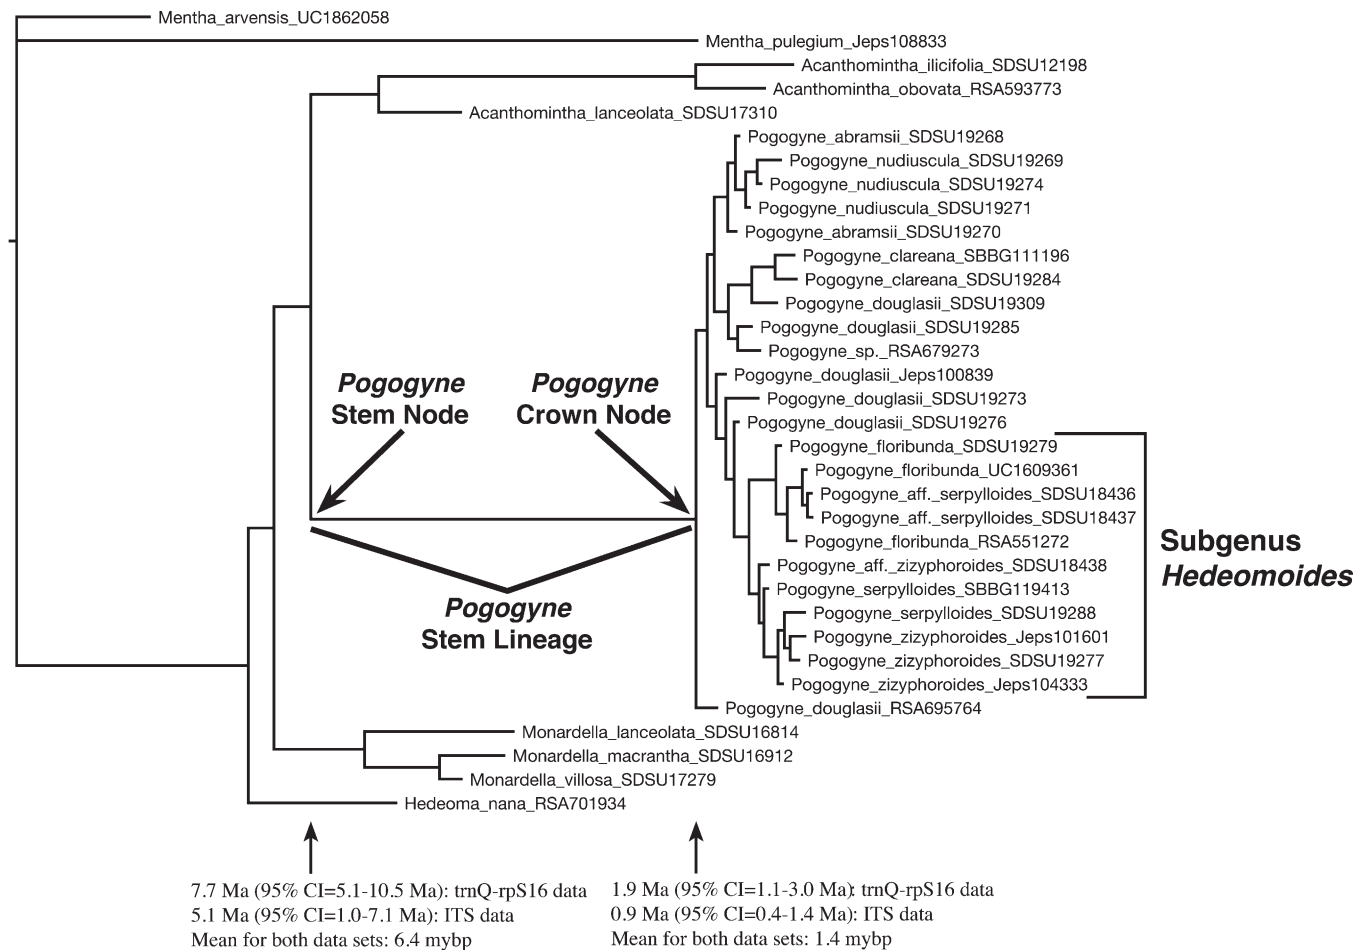 Mentha_arvensis_UC1862058
Mentha_pulegium_Jeps108833
Acanthomintha_ilicifolia_SDSU12198
Acanthomintha_obovata_RSA593773
Acanthomintha_lanceolata_SDSU17310
Pogogyne_abramsii_SDSU19268
Pogogyne_nudiuscula_SDSU19269
Pogogyne_nudiuscula_SDSU19274
Pogogyne_nudiuscula_SDSU19271
Pogogyne_abramsii_SDSU19270
Pogogyne_clareana_SBBG111196
Pogogyne_clareana_SDSU19284
Pogogyne_douglasii_SDSU19309
Pogogyne_douglasii_SDSU19285
Pogogyne_sp._RSA679273
Pogogyne_douglasii_Jeps100839
Pogogyne_douglasii_SDSU19273
Pogogyne_douglasii_SDSU19276
Pogogyne_floribunda_SDSU19279
Pogogyne_floribunda_UC1609361
Pogogyne_aff._serpylloides_SDSU18436
Pogogyne_aff._serpylloides_SDSU18437
Pogogyne_floribunda_RSA551272
Pogogyne_aff._zizyphoroides_SDSU18438
Pogogyne_serpylloides_SBBG119413
Pogogyne_serpylloides_SDSU19288
Pogogyne_zizyphoroides_Jeps101601
Pogogyne_zizyphoroides_SDSU19277
Pogogyne_zizyphoroides_Jeps104333
Pogogyne_douglasii_RSA695764
Monardella_lanceolata_SDSU16814
Monardella_macrantha_SDSU16912
Monardella_villosa_SDSU17279
Hedeoma_nana_RSA701934
Pogogyne
Stem Node
Pogogyne
Crown Node
Pogogyne
Stem Lineage
Subgenus
Hedeomoides
7.7 Ma (95% CI=5.1-10.5 Ma): trnQ-rpS16 data
5.1 Ma (95% CI=1.0-7.1 Ma): ITS data
Mean for both data sets: 6.4 mybp
1.9 Ma (95% CI=1.1-3.0 Ma): trnQ-rpS16 data
0.9 Ma (95% CI=0.4-1.4 Ma): ITS data
Mean for both data sets: 1.4 mybp